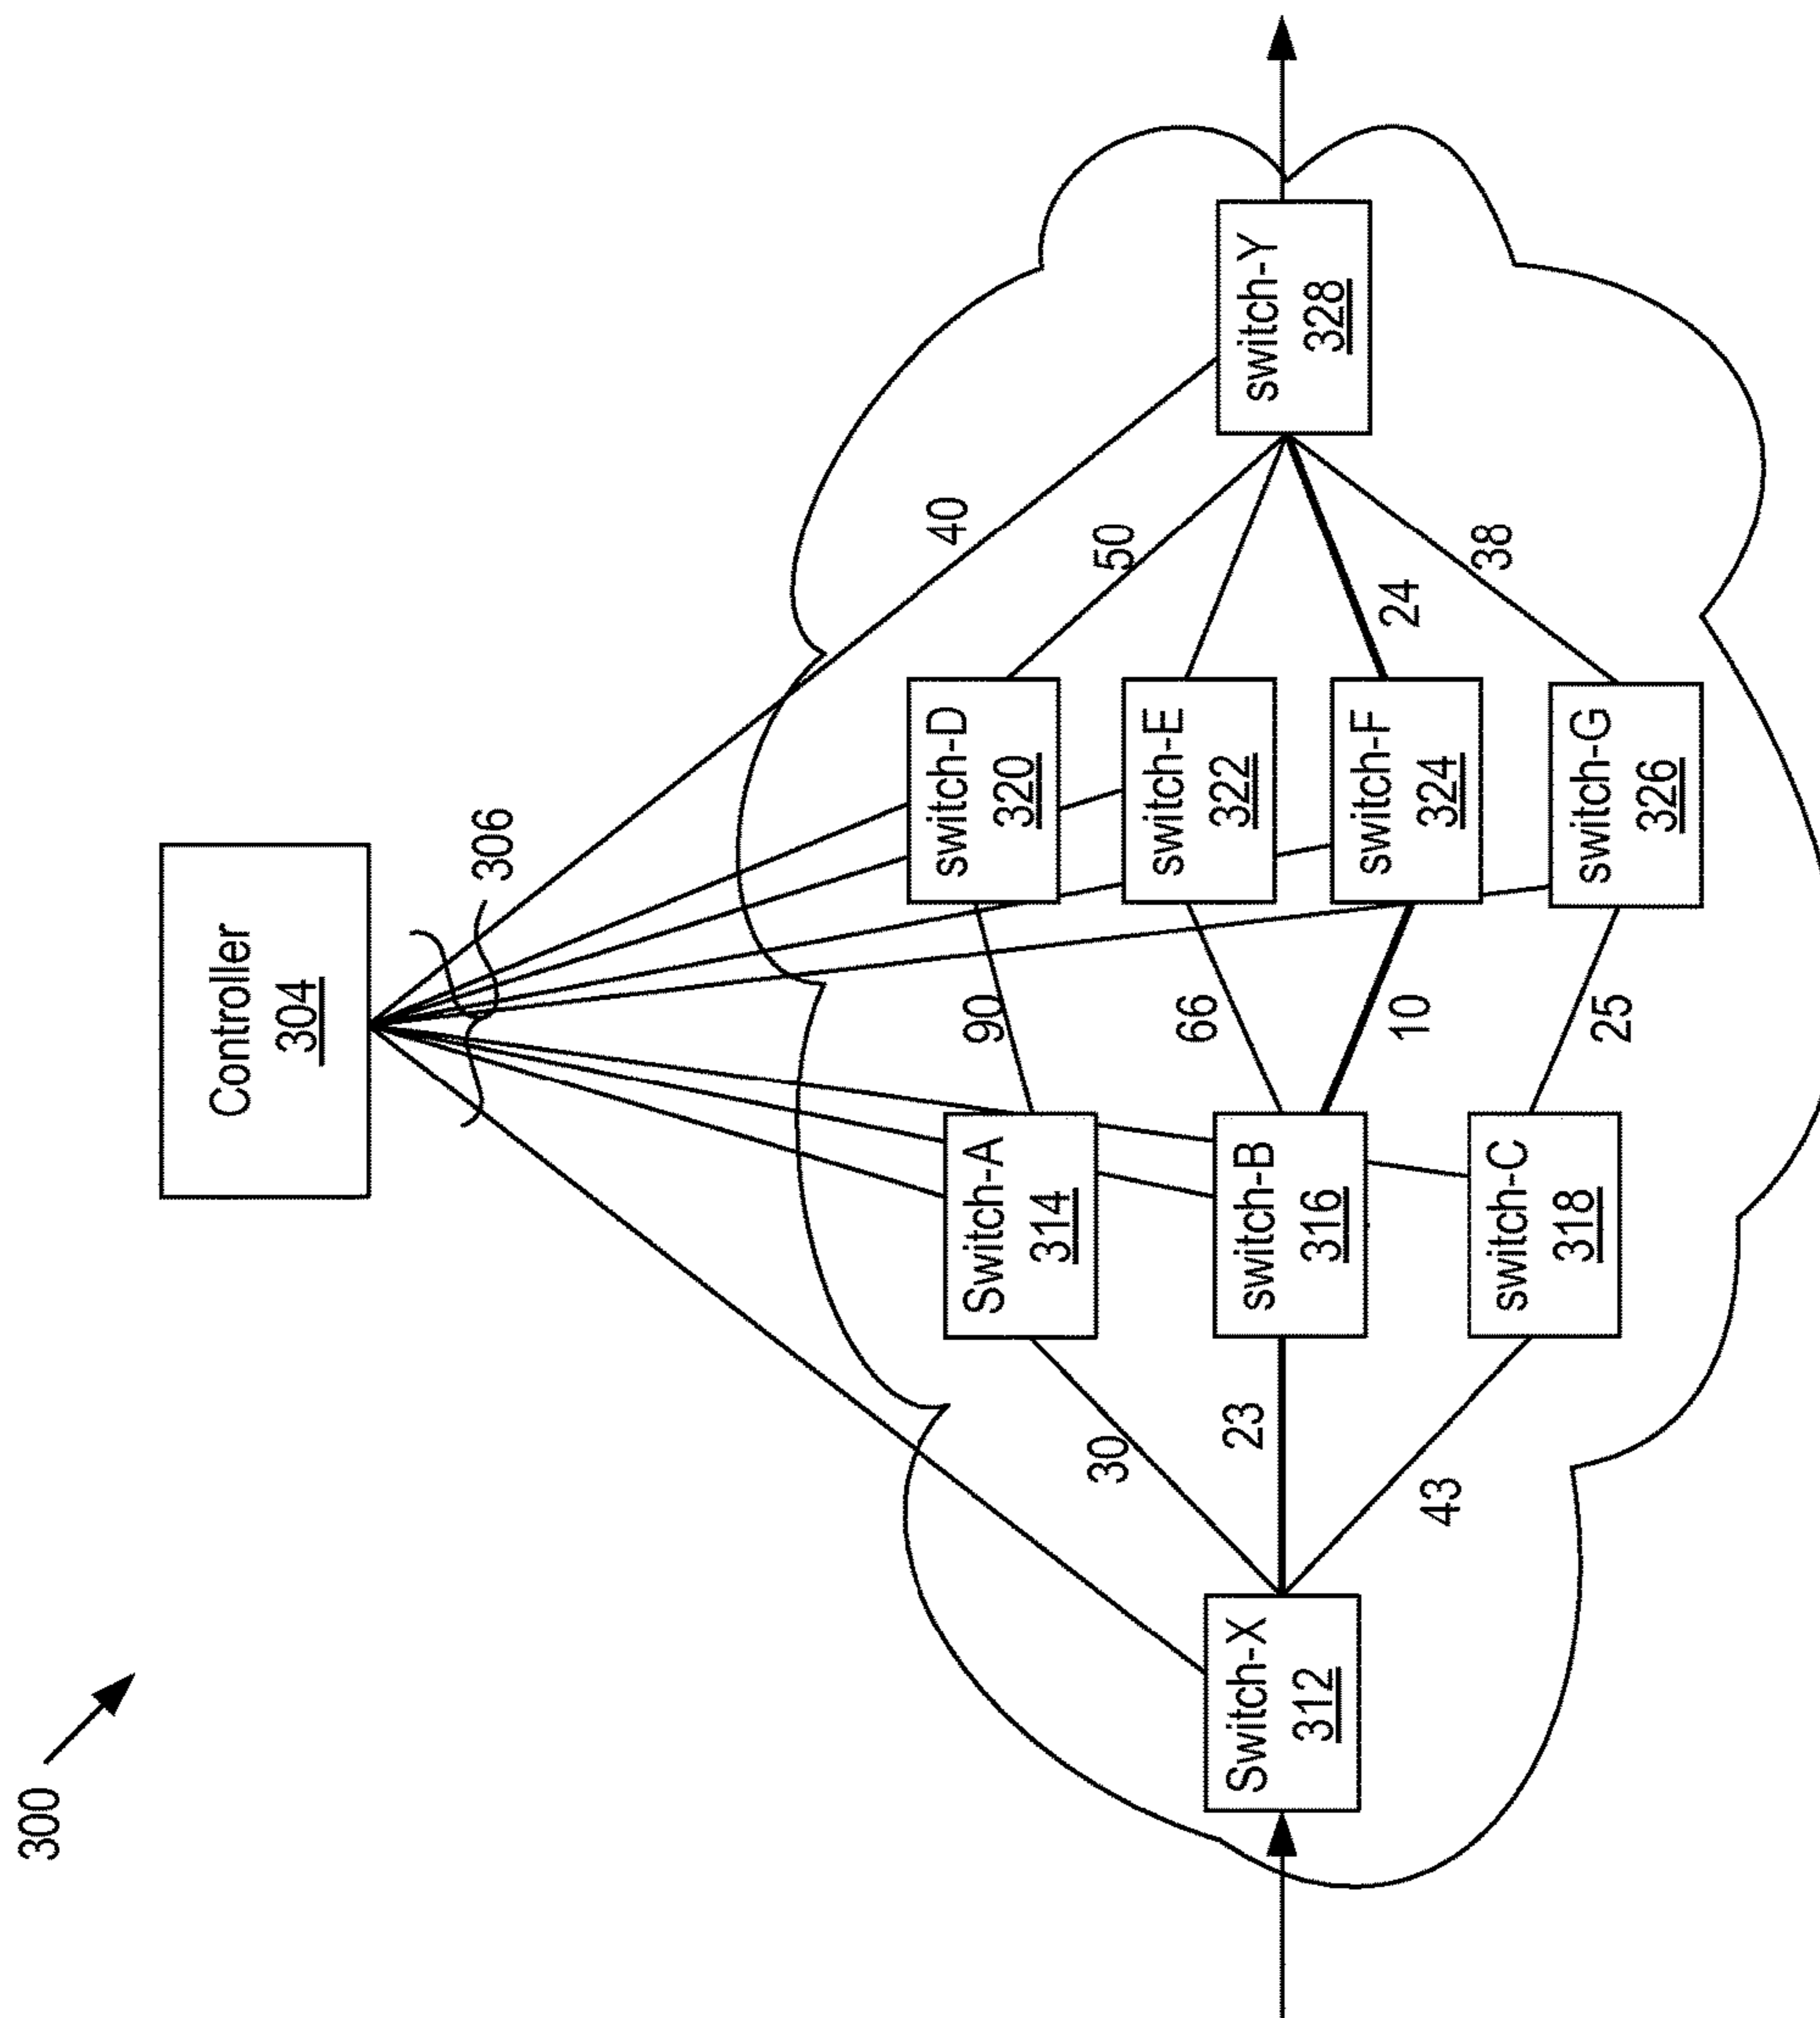 300
Controller
304
306
40
Switch-A
314
90
switch-D
320
50
30
Switch-X
312
23
switch-B
316
66
switch-E
322
switch-Y
328
10
switch-F
324
24
43
switch-C
318
25
switch-G
326
38